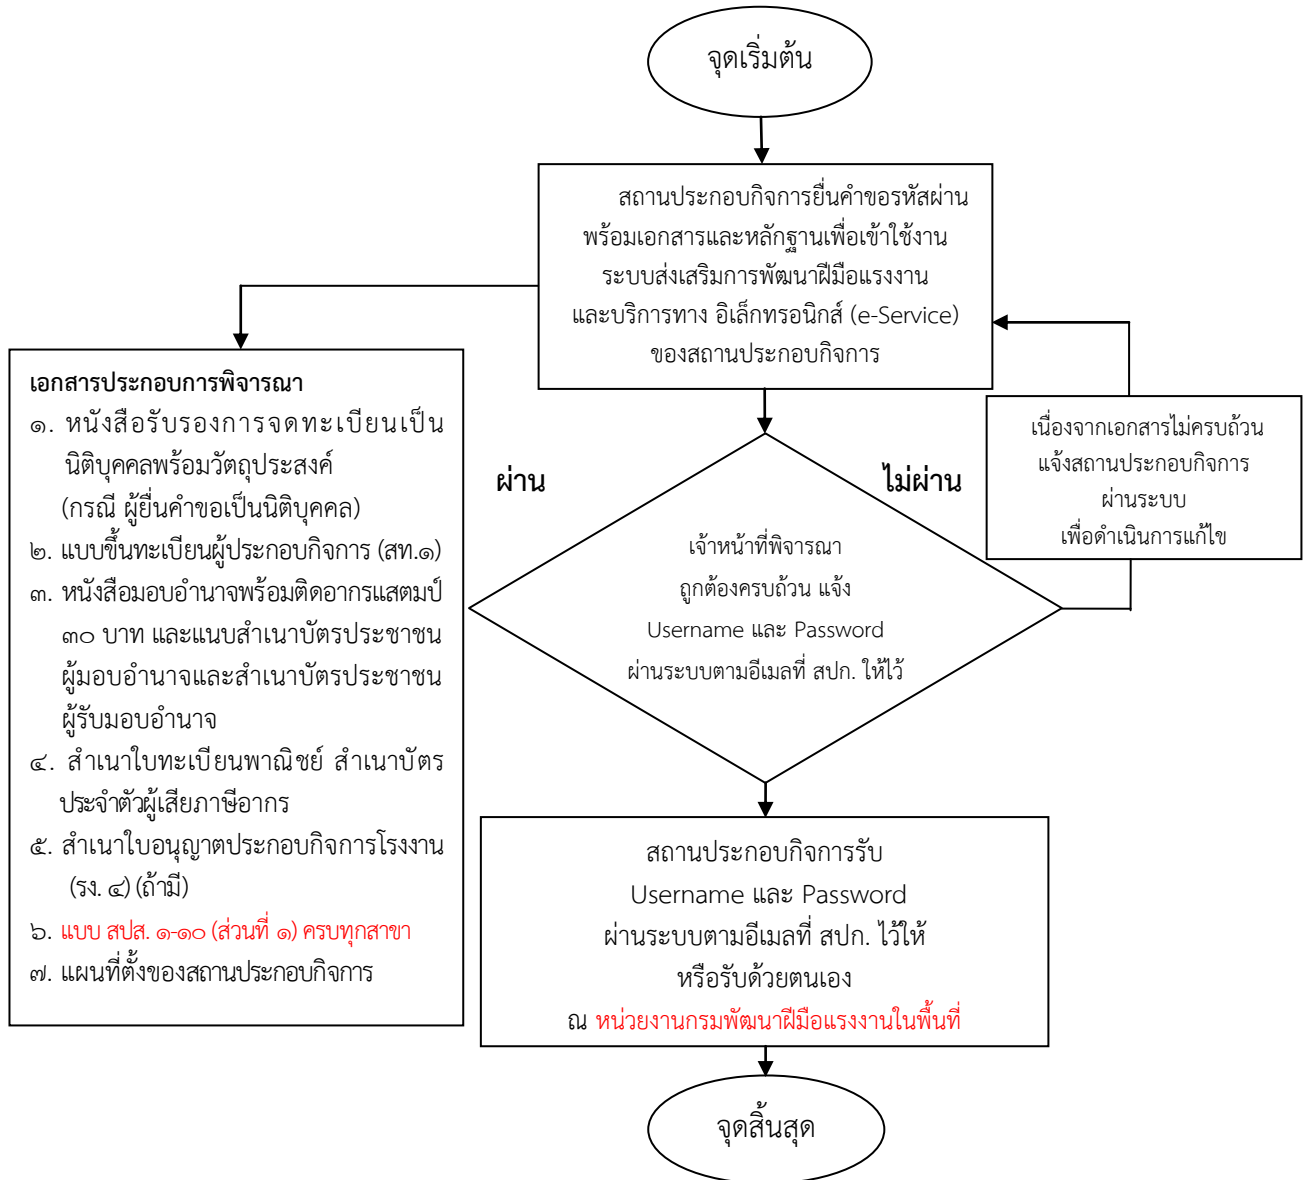 จุดเริ่มต้น
สถานประกอบกิจการยื่นคำขอรหัสผ่าน
พร้อมเอกสารและหลักฐานเพื่อเข้าใช้งาน
ระบบส่งเสริมการพัฒนาฝีมือแรงงาน
และบริการทาง อิเล็กทรอนิกส์ (e-Service)
ของสถานประกอบกิจการ
เอกสารประกอบการพิจารณา
๑. หนังสือรับรองการจดทะเบียนเป็น
นิติบุคคลพร้อมวัตถุประสงค์
(กรณี ผู้ยื่นคำขอเป็นนิติบุคคล)
๒. แบบขึ้นทะเบียนผู้ประกอบกิจการ (สท.๑)
๓. หนังสือมอบอำนาจพร้อมติดอากรแสตมป์
๓๐ บาท และแนบสำเนาบัตรประชาชน
ผู้มอบอำนาจและสำเนาบัตรประชาชน
ผู้รับมอบอำนาจ
๔. สำเนาใบทะเบียนพาณิชย์ สำเนาบัตร
ประจำตัวผู้เสียภาษีอากร
๕. สำเนาใบอนุญาตประกอบกิจการโรงงาน
(รง. ๔) (ถ้ามี)
๖. แบบ สปส. ๑-๑๐ (ส่วนที่ ๑) ครบทุกสาขา
๗. แผนที่ตั้งของสถานประกอบกิจการ
ผ่าน
ไม่ผ่าน
เนื่องจากเอกสารไม่ครบถ้วน
แจ้งสถานประกอบกิจการ
ผ่านระบบ
เพื่อดำเนินการแก้ไข
เจ้าหน้าที่พิจารณา
ถูกต้องครบถ้วน แจ้ง
Username และ Password
ผ่านระบบตามอีเมลที่ สปก. ให้ไว้
สถานประกอบกิจการรับ
Username และ Password
ผ่านระบบตามอีเมลที่ สปก. ไว้ให้
หรือรับด้วยตนเอง
ณ หน่วยงานกรมพัฒนาฝีมือแรงงานในพื้นที่
จุดสิ้นสุด